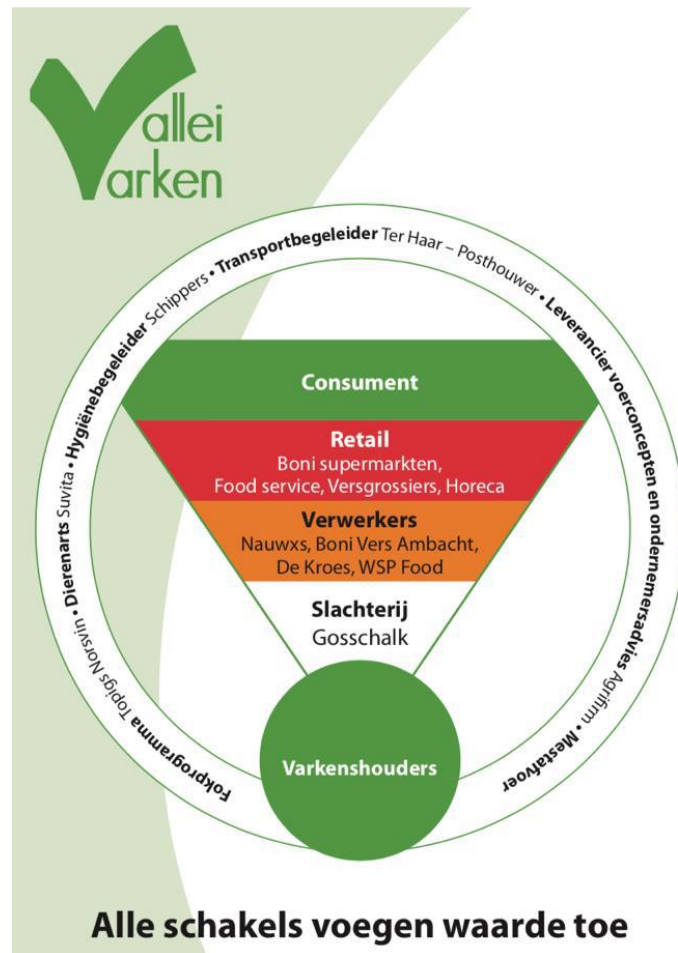 Vallei
Varken
Fokprogramma Topigs Norsvin • Dierenarts Suvita • Hygiënebegeleider Schippers • Transportbegeleider Ter Haar – Posthouwer • Leverancier voerconcepten en ondernemersadvies Agrifirm • Mestafvoer
Consument
Retail
Boni supermarkten,
Food service, Versgrossiers, Horeca
Verwerkers
Nauwxs, Boni Vers Ambacht,
De Kroes, WSP Food
Slachterij
Gosschalk
Varkenshouders
Alle schakels voegen waarde toe